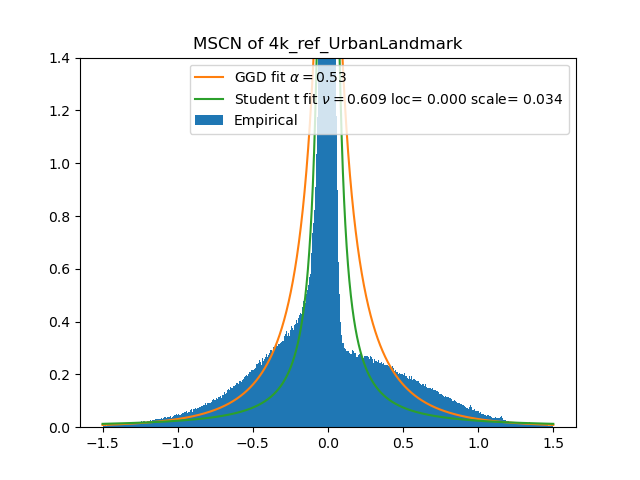 MSCN of 4k_ref_UrbanLandmark
GGD fit α = 0.53
Student t fit ν = 0.609 loc= 0.000 scale= 0.034
Empirical
1.4
1.2
1.0
0.8
0.6
0.4
0.2
0.0
−1.5 −1.0 −0.5 0.0 0.5 1.0 1.5